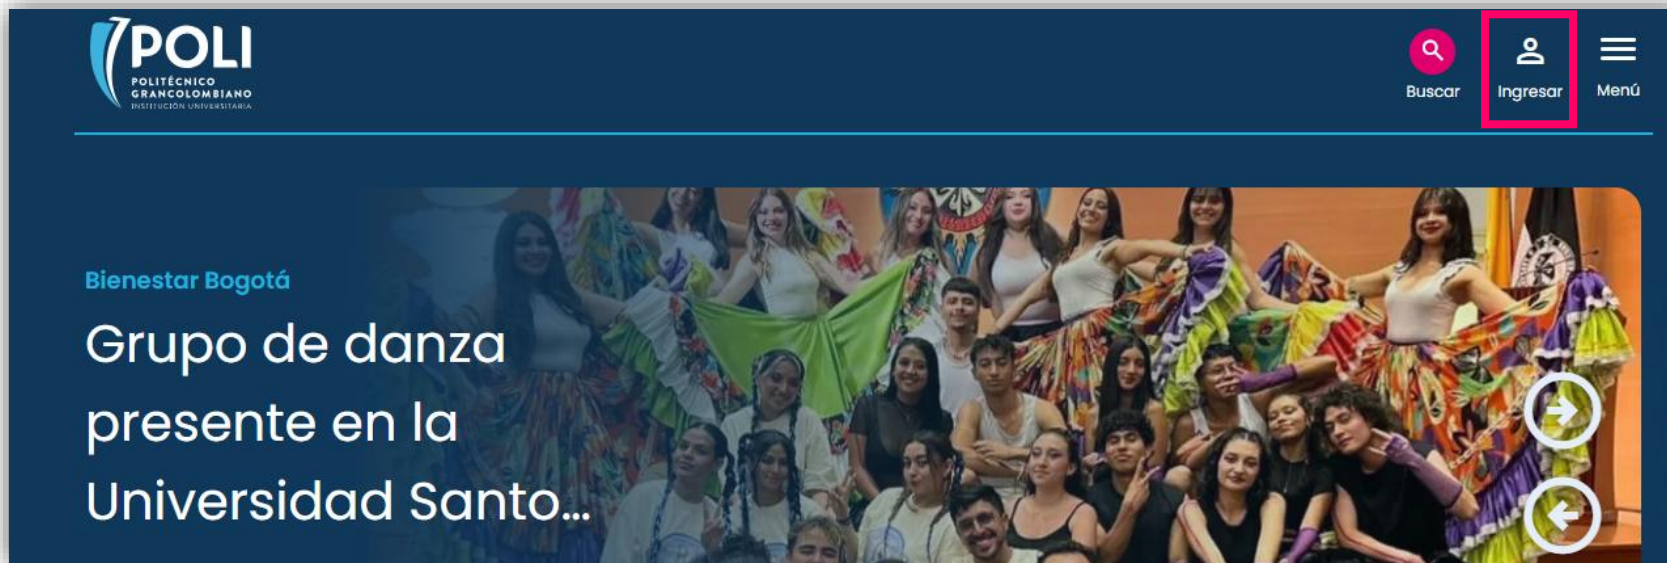 POLI
POLITÉCNICO
GRANCOLOMBIANO
INSTITUCIÓN UNIVERSITARIA
Buscar
Ingresar
Menú
Bienestar Bogotá
Grupo de danza
presente en la
Universidad Santo...